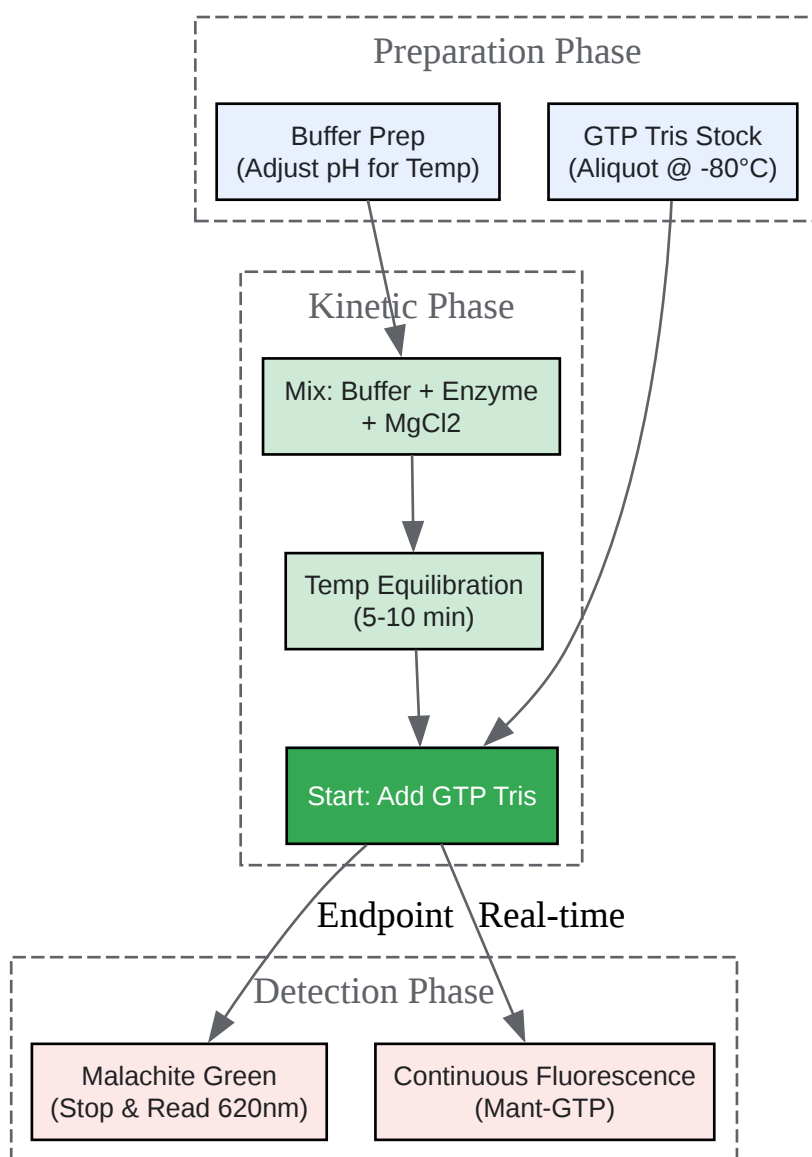 Preparation Phase
Buffer Prep
(Adjust pH for Temp)
GTP Tris Stock
(Aliquot @ -80°C)
Kinetic Phase
Mix: Buffer + Enzyme
+ MgCl2
Temp Equilibration
(5-10 min)
Start: Add GTP Tris
Endpoint
Real-time
Detection Phase
Malachite Green
(Stop & Read 620nm)
Continuous Fluorescence
(Mant-GTP)